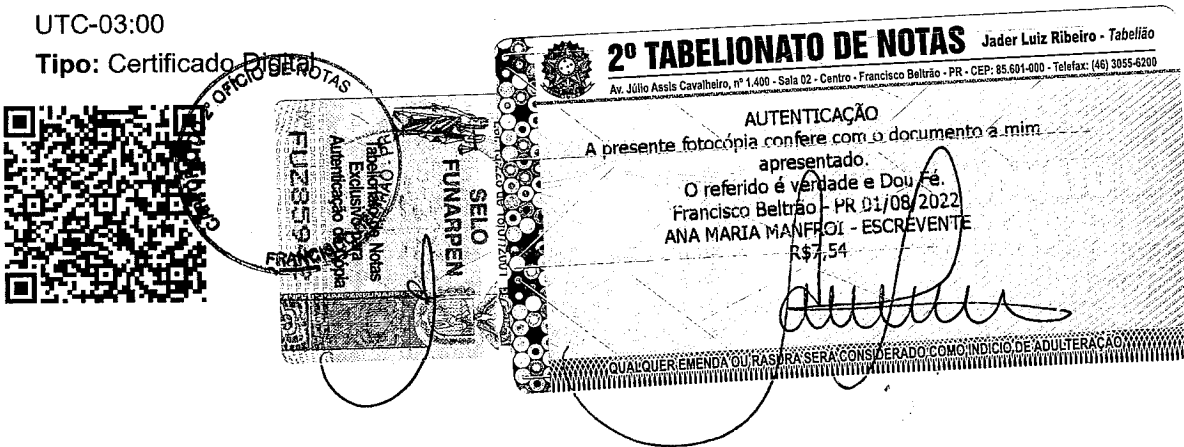 UTC-03:00
Tipo: Certificado Digital
2º OFÍCIO DE NOTAS
SELO
FUNARPEN
Tabelionato de Notas
Exclusivo para
Autenticação de Cópia
2º TABELIONATO DE NOTAS Jader Luiz Ribeiro - Tabelião
Av. Júlio Assis Cavalheiro, nº 1.400 - Sala 02 - Centro - Francisco Beltrão - PR - CEP: 85.601-000 - Telefax: (46) 3055-6200
AUTENTICAÇÃO
A presente fotocópia confere com o documento a mim
apresentado.
O referido é verdade e Dou Fé.
Francisco Beltrão - PR 01/08/2022
ANA MARIA MANFROI - ESCREVENTE
R$7,54
QUALQUER EMENDA OU RASURA SERÁ CONSIDERADO COMO INDÍCIO DE ADULTERAÇÃO